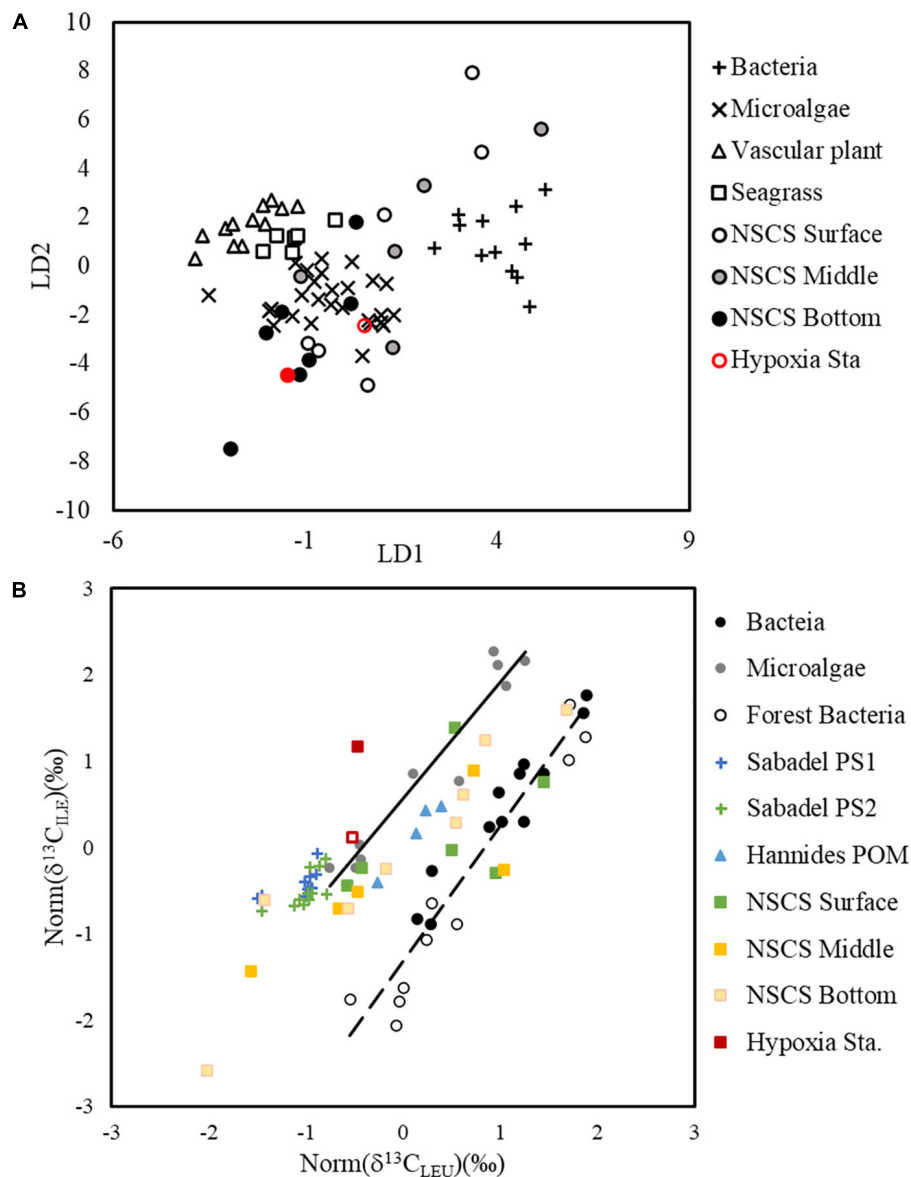 A
10
8
6
4
2
0
-2
-4
-6
-8
-10
LD2
-6
-1
4
9
LD1
Bacteria
Microalgae
Vascular plant
Seagrass
NSCS Surface
NSCS Middle
NSCS Bottom
Hypoxia Sta
B
3
2
1
0
-1
-2
-3
Norm(δ¹³C_ILE)(‰)
-3
-2
-1
0
1
2
3
Norm(δ¹³C_LEU)(‰)
Bacteia
Microalgae
Forest Bacteria
Sabadel PS1
Sabadel PS2
Hannides POM
NSCS Surface
NSCS Middle
NSCS Bottom
Hypoxia Sta.